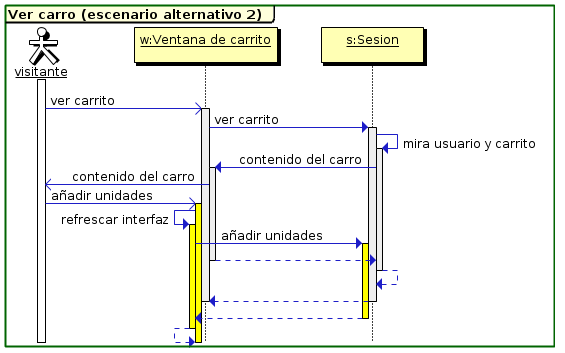 Ver carro (escenario alternativo 2)
w:Ventana de carrito
s:Sesion
visitante
ver carrito
ver carrito
mira usuario y carrito
contenido del carro
contenido del carro
añadir unidades
refrescar interfaz
añadir unidades